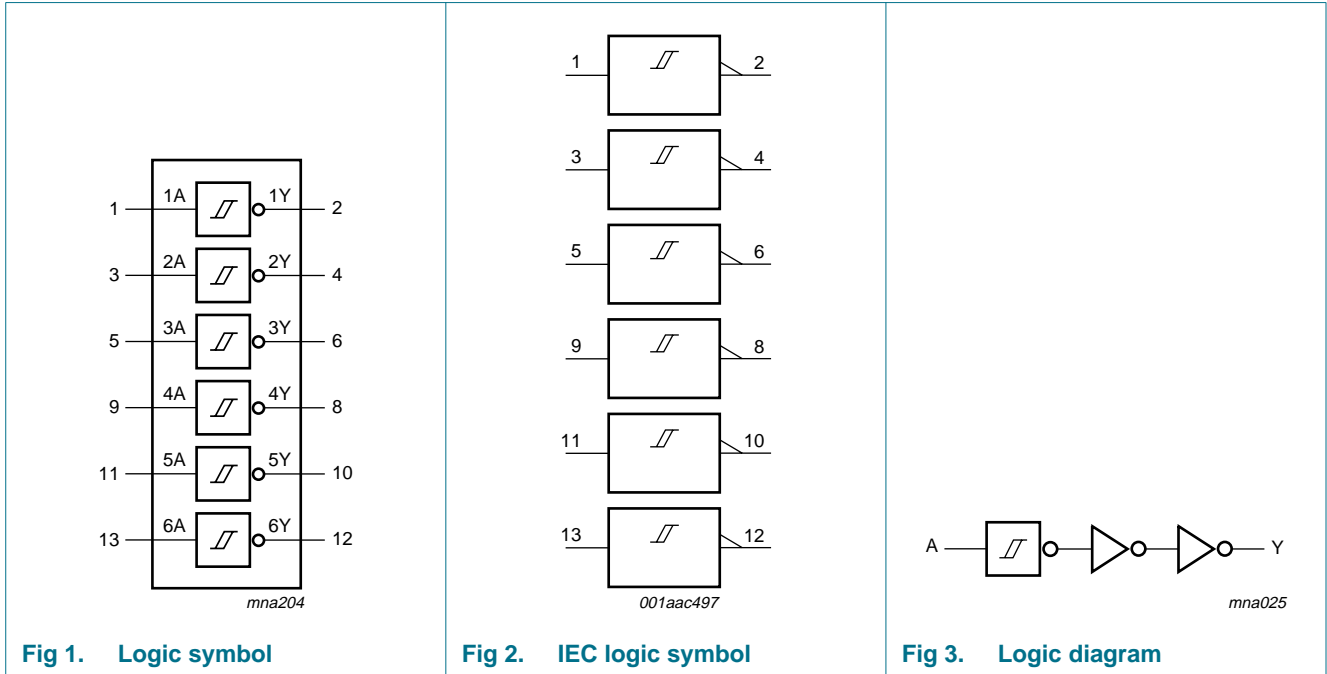 1 1A 1Y 2
3 2A 2Y 4
5 3A 3Y 6
9 4A 4Y 8
11 5A 5Y 10
13 6A 6Y 12
mna204
Fig 1. Logic symbol
1 2
3 4
5 6
9 8
11 10
13 12
001aac497
Fig 2. IEC logic symbol
A Y
mna025
Fig 3. Logic diagram